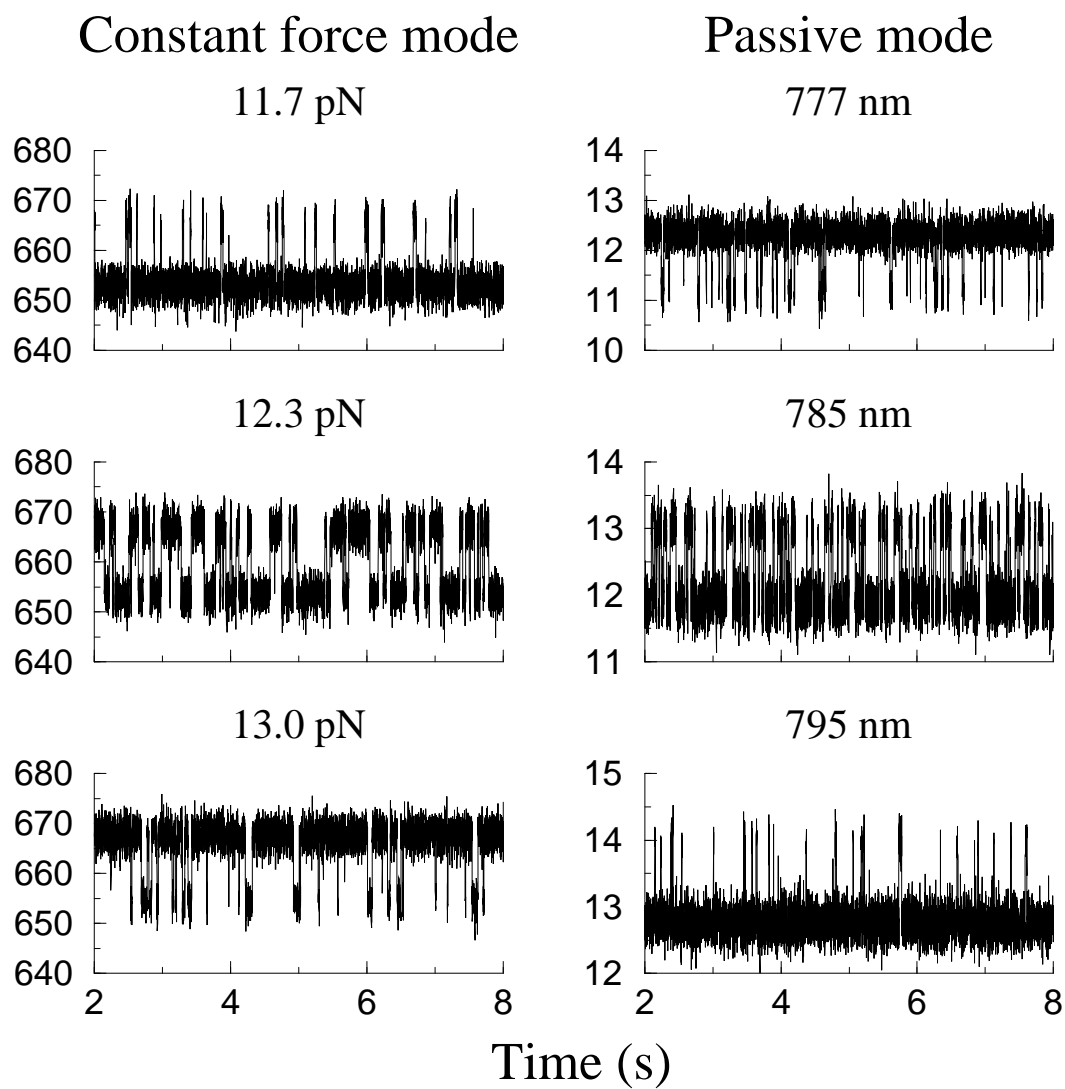 Constant force mode Passive mode
11.7 pN 777 nm
680 14
670 13
660 12
650 11
640 10
12.3 pN 785 nm
680 14
670 13
660
650 12
640 11
13.0 pN 795 nm
680 15
670 14
660
650 13
640 12
2 4 6 8 2 4 6 8
Time (s)